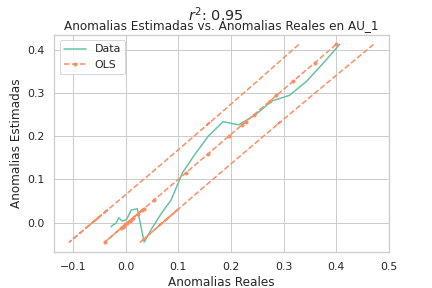 r²: 0.95
Anomalias Estimadas vs. Anomalias Reales en AU_1
Data
OLS
Anomalias Estimadas
0.4
0.3
0.2
0.1
0.0
−0.1 0.0 0.1 0.2 0.3 0.4 0.5
Anomalias Reales